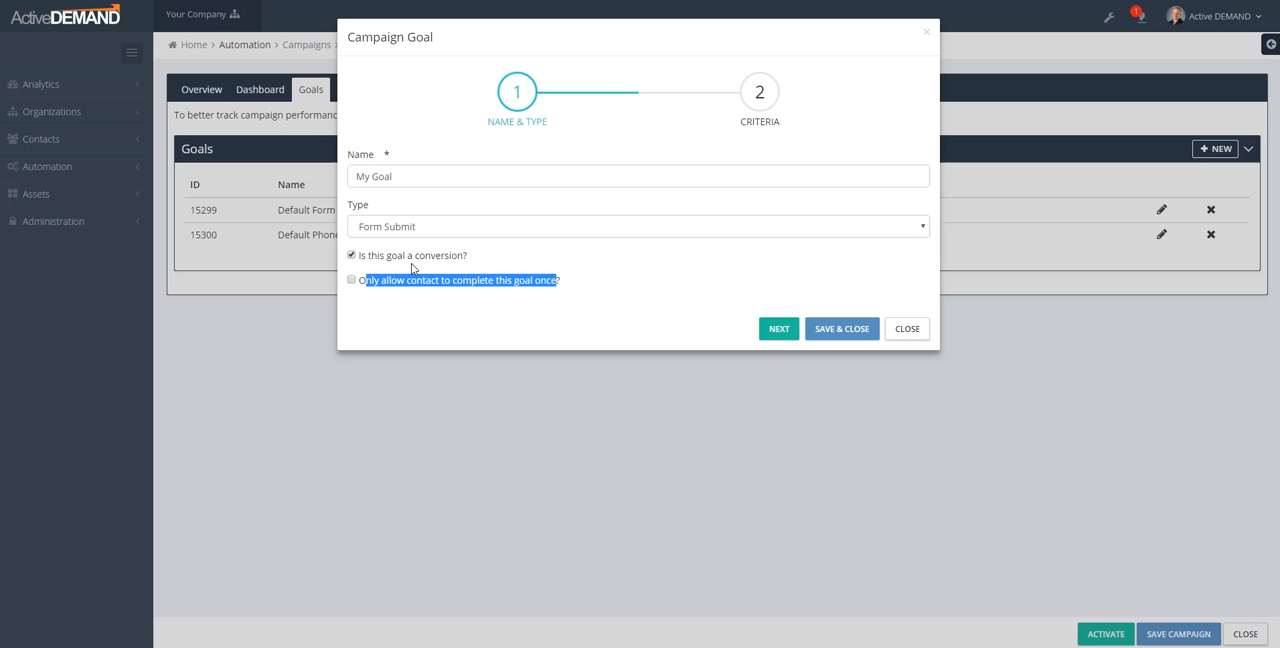 ActiveDEMAND
Your Company
1
Active DEMAND
Home > Automation > Campaigns >
Analytics
Organizations
Contacts
Automation
Assets
Administration
Overview Dashboard Goals
To better track campaign performanc
Goals
+ NEW
ID Name
15299 Default Form
15300 Default Phon
Campaign Goal
×
1 2
NAME & TYPE CRITERIA
Name *
My Goal
Type
Form Submit
Is this goal a conversion?
Only allow contact to complete this goal once?
NEXT SAVE & CLOSE CLOSE
ACTIVATE SAVE CAMPAIGN CLOSE